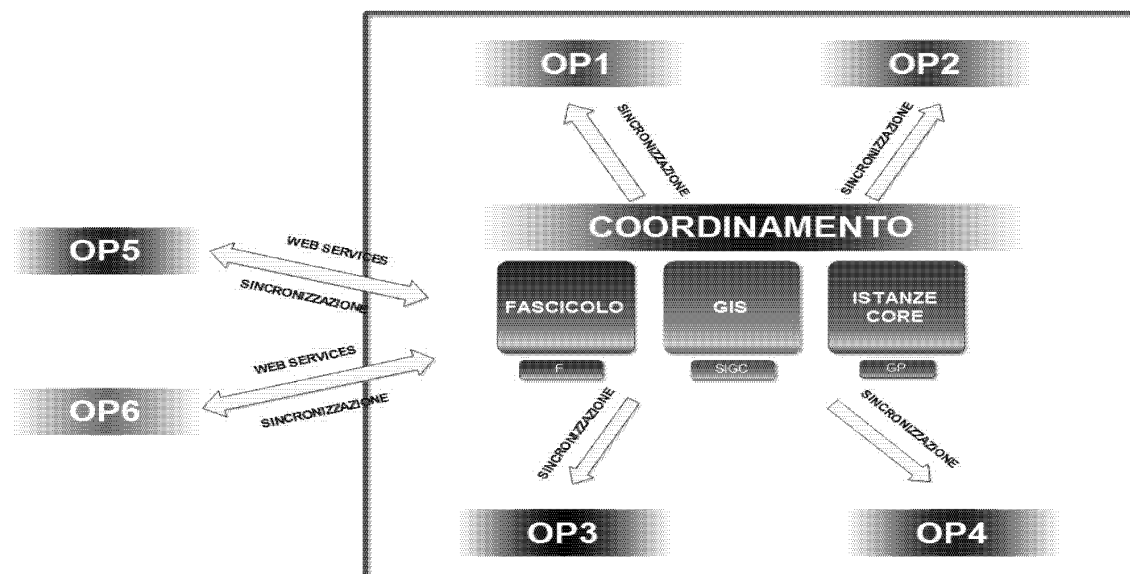 OP1
OP2
SINCRONIZZAZIONE
SINCRONIZZAZIONE
COORDINAMENTO
OP5
WEB SERVICES
SINCRONIZZAZIONE
FASCICOLO
GIS
ISTANZE
CORE
F
SIGC
GP
WEB SERVICES
SINCRONIZZAZIONE
OP6
SINCRONIZZAZIONE
SINCRONIZZAZIONE
OP3
OP4